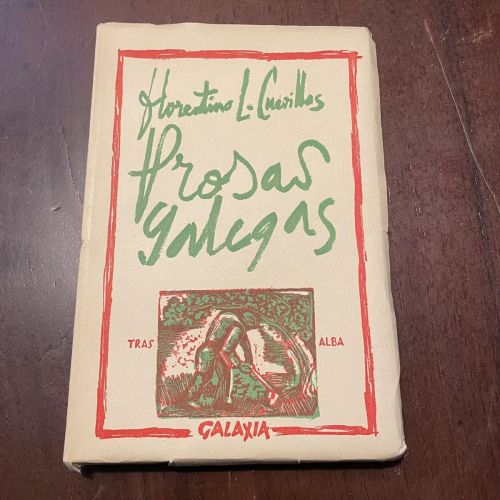 Florentino L. Cuevillas
Prosas
galegas
TRAS ALBA
GALAXIA